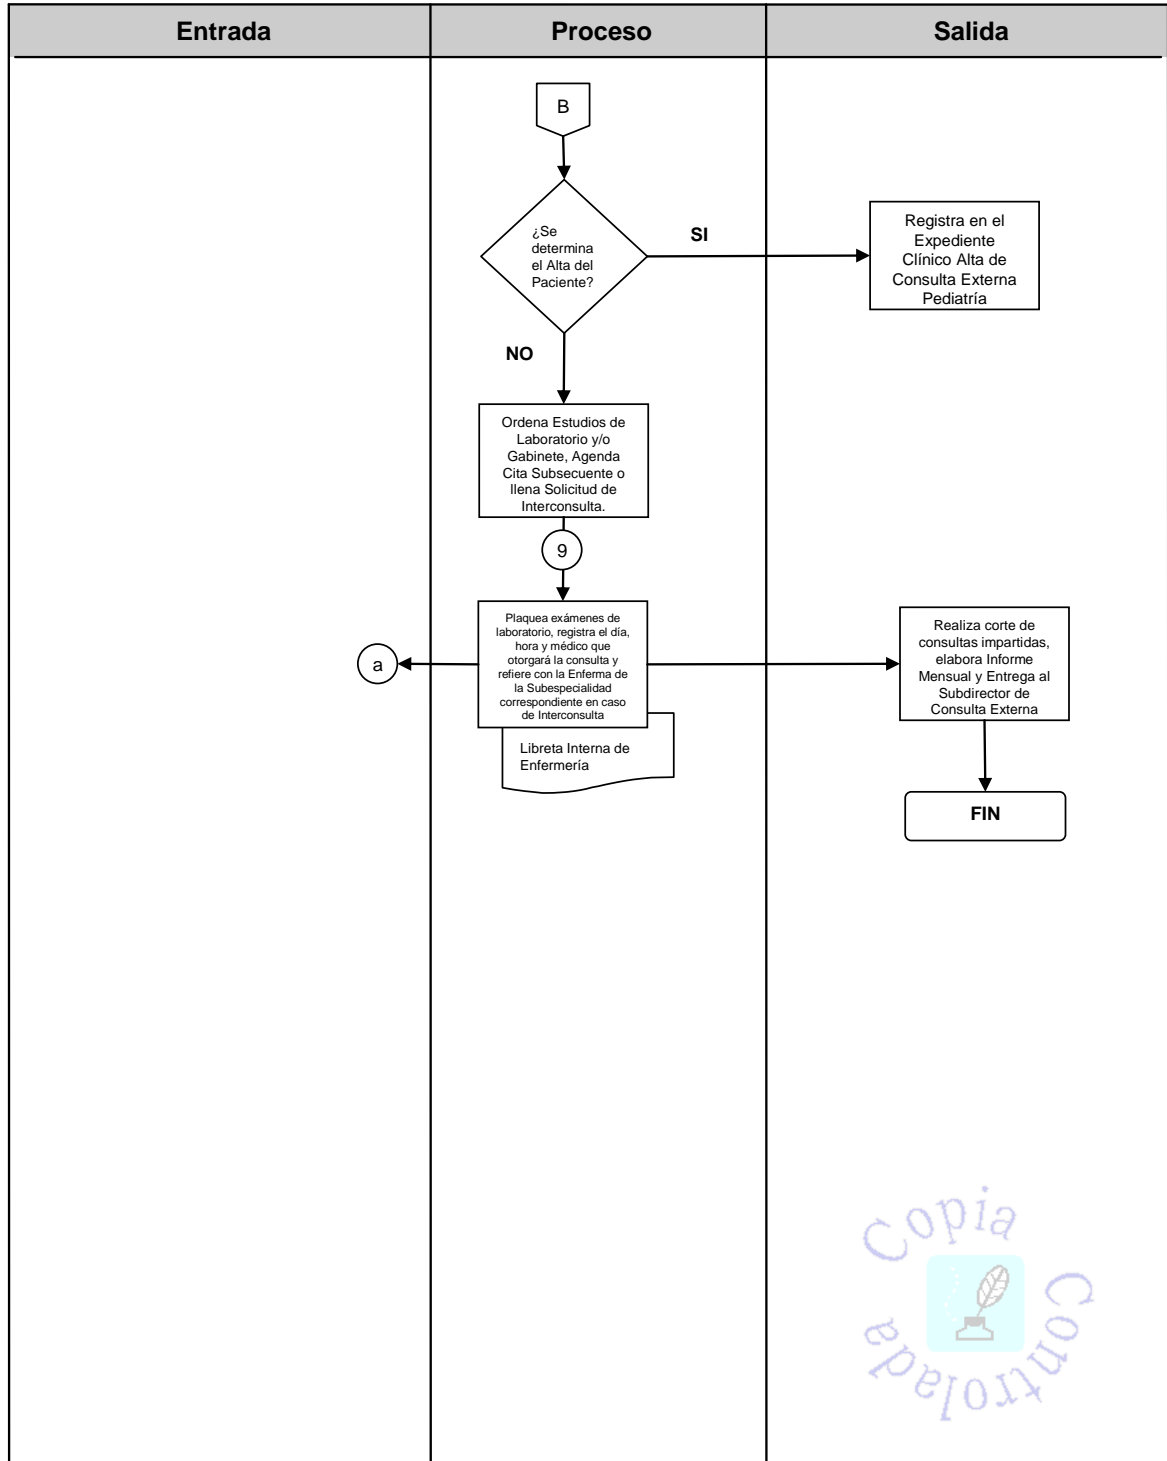 Entrada
Proceso
Salida
B
¿Se
determina
el Alta del
Paciente?
SI
Registra en el
Expediente
Clínico Alta de
Consulta Externa
Pediatría
NO
Ordena Estudios de
Laboratorio y/o
Gabinete, Agenda
Cita Subsecuente o
llena Solicitud de
Interconsulta.
9
a
Plaquea exámenes de
laboratorio, registra el día,
hora y médico que
otorgará la consulta y
refiere con la Enferma de
la Subespecialidad
correspondiente en caso
de Interconsulta
Libreta Interna de
Enfermería
Realiza corte de
consultas impartidas,
elabora Informe
Mensual y Entrega al
Subdirector de
Consulta Externa
FIN
Copia
Controlada